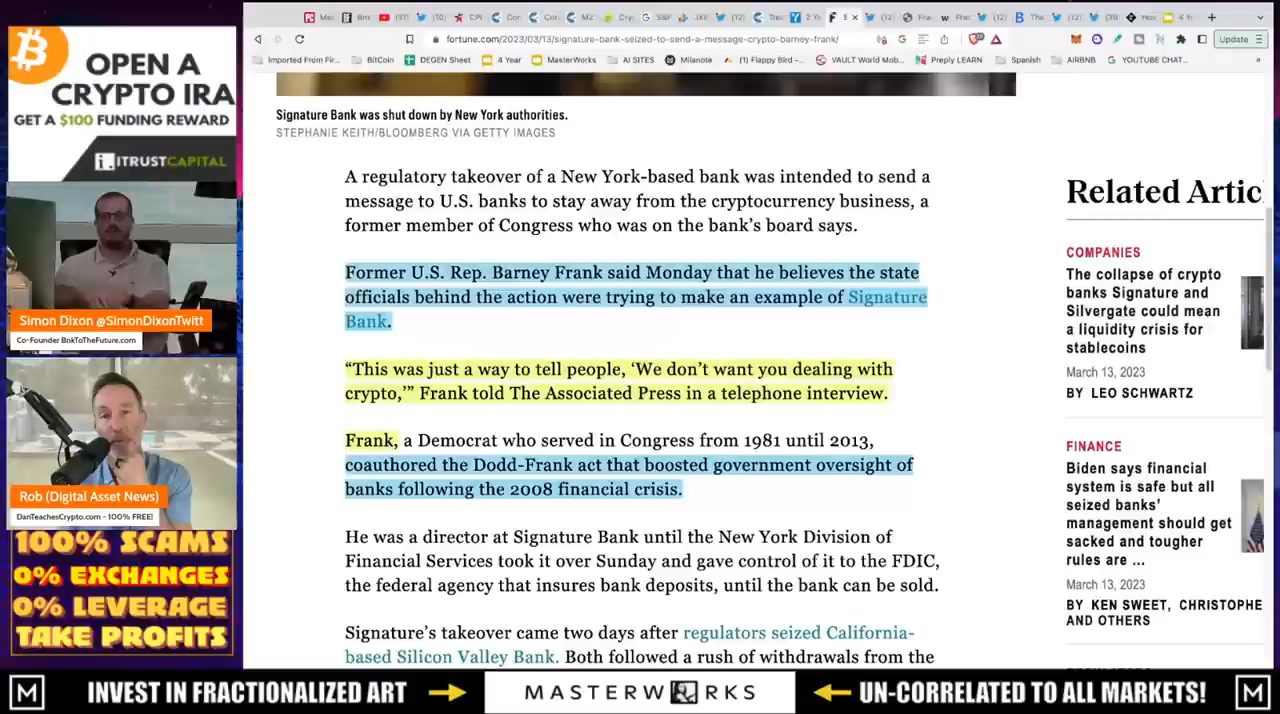 fortune.com/2023/03/13/signature-bank-seized-to-send-a-message-crypto-barney-frank/
Update
Imported From Fir...
BitCoin
DEGEN Sheet
4 Year
MasterWorks
AI SITES
Milanote
(1) Flappy Bird -...
VAULT World Mob...
Preply LEARN
Spanish
AIRBNB
YOUTUBE CHAT...
OPEN A
CRYPTO IRA
GET A $100 FUNDING REWARD
ITRUSTCAPITAL
Simon Dixon @SimonDixonTwitt
Co-Founder BnkToTheFuture.com
Rob (Digital Asset News)
DanTeachesCrypto.com - 100% FREE!
100% SCAMS
0% EXCHANGES
0% LEVERAGE
TAKE PROFITS
Signature Bank was shut down by New York authorities.
STEPHANIE KEITH/BLOOMBERG VIA GETTY IMAGES
A regulatory takeover of a New York-based bank was intended to send a
message to U.S. banks to stay away from the cryptocurrency business, a
former member of Congress who was on the bank's board says.
Former U.S. Rep. Barney Frank said Monday that he believes the state
officials behind the action were trying to make an example of Signature
Bank.
“This was just a way to tell people, ‘We don’t want you dealing with
crypto,’” Frank told The Associated Press in a telephone interview.
Frank, a Democrat who served in Congress from 1981 until 2013,
coauthored the Dodd-Frank act that boosted government oversight of
banks following the 2008 financial crisis.
He was a director at Signature Bank until the New York Division of
Financial Services took it over Sunday and gave control of it to the FDIC,
the federal agency that insures bank deposits, until the bank can be sold.
Signature’s takeover came two days after regulators seized California-
based Silicon Valley Bank. Both followed a rush of withdrawals from the
Related Artic
COMPANIES
The collapse of crypto
banks Signature and
Silvergate could mean
a liquidity crisis for
stablecoins
March 13, 2023
BY LEO SCHWARTZ
FINANCE
Biden says financial
system is safe but all
seized banks’
management should get
sacked and tougher
rules are ...
March 13, 2023
BY KEN SWEET, CHRISTOPHE
AND OTHERS
M INVEST IN FRACTIONALIZED ART
MASTERWORKS
UN-CORRELATED TO ALL MARKETS! M